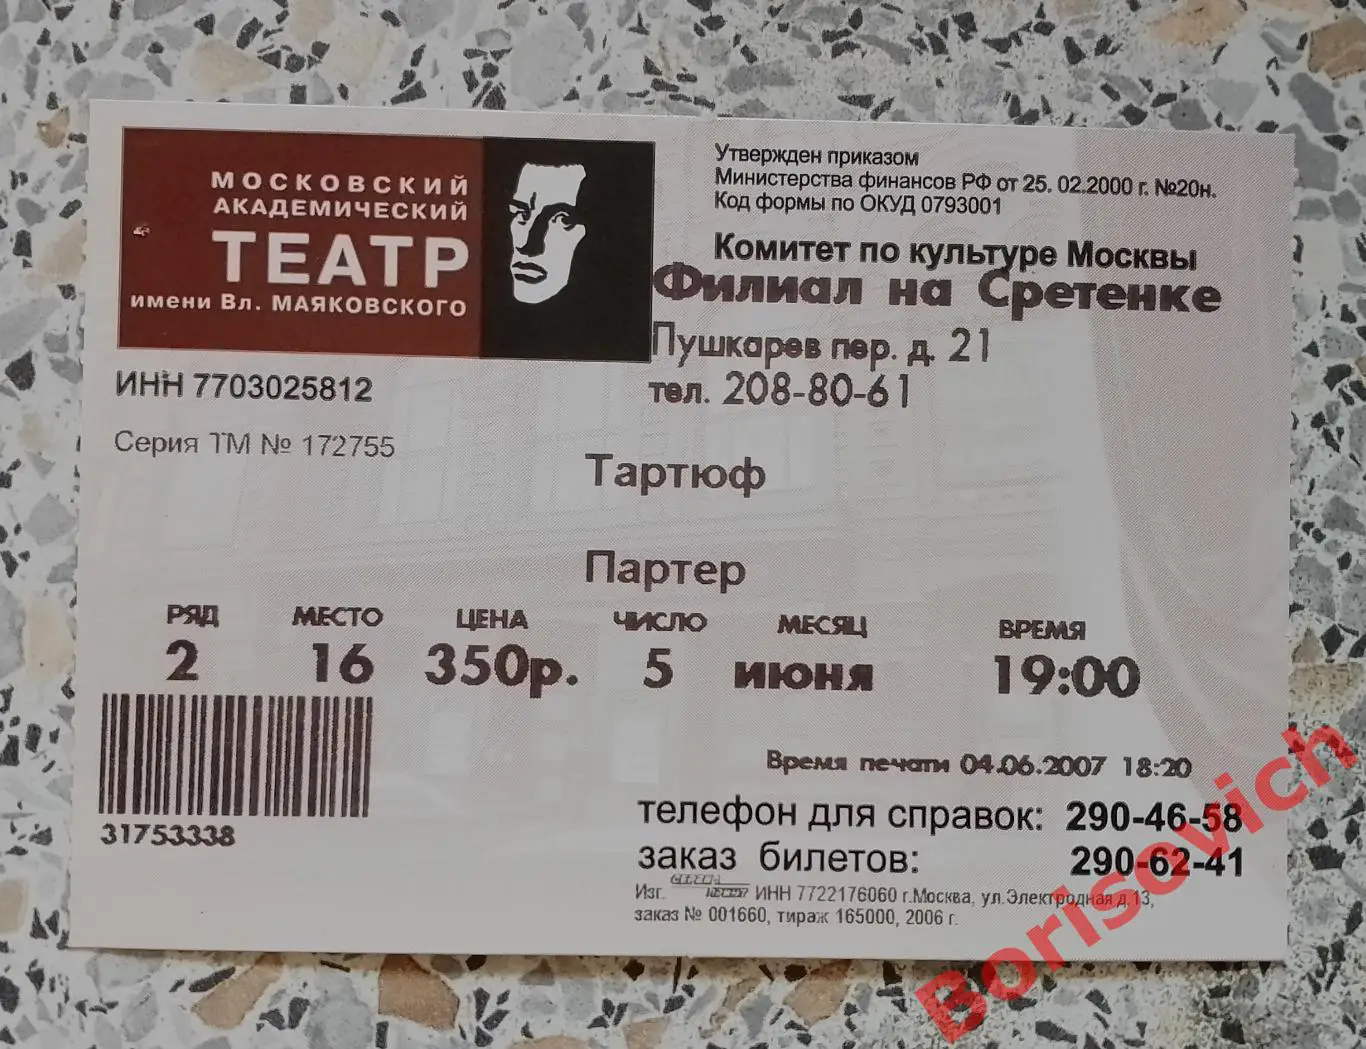 МОСКОВСКИЙ
АКАДЕМИЧЕСКИЙ
ТЕАТР
имени Вл. МАЯКОВСКОГО
Утвержден приказом
Министерства финансов РФ от 25. 02.2000 г. №20н.
Код формы по ОКУД 0793001
Комитет по культуре Москвы
Филиал на Сретенке
Пушкарев пер. д. 21
тел. 208-80-61
ИНН 7703025812
Серия ТМ № 172755
Тартюф
Партер
РЯД МЕСТО ЦЕНА ЧИСЛО МЕСЯЦ ВРЕМЯ
2 16 350р. 5 июня 19:00
31753338
Время печати 04.06.2007 18:20
телефон для справок: 290-46-58
заказ билетов: 290-62-41
Изг. ИНН 7722176060 г.Москва, ул.Электродная д.13,
заказ № 001660, тираж 165000, 2006 г.
Borisovich